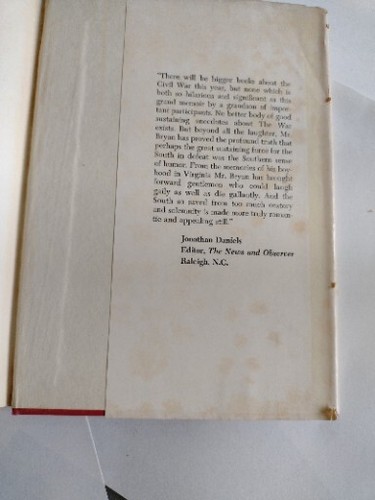 "There will be bigger books about the
Civil War this year, but none which is
both as hilarious and significant as this
grand memoir by a grandson of impor-
tant participants. No better body of good
sustaining anecdotes about The War
exists. But beyond all the laughter, Mr.
Bryan has proved the profound truth that
perhaps the great sustaining force for the
South in defeat was the Southern sense
of humor. From the memories of his boy-
hood in Virginia Mr. Bryan has brought
forward gentlemen who could laugh
gaily as well as die gallantly. And the
South so saved from too much
and solemnity is made more truly roman-
tic and appealing still."
Jonathan Daniels
Editor, The News and Observer
Raleigh, N.C.